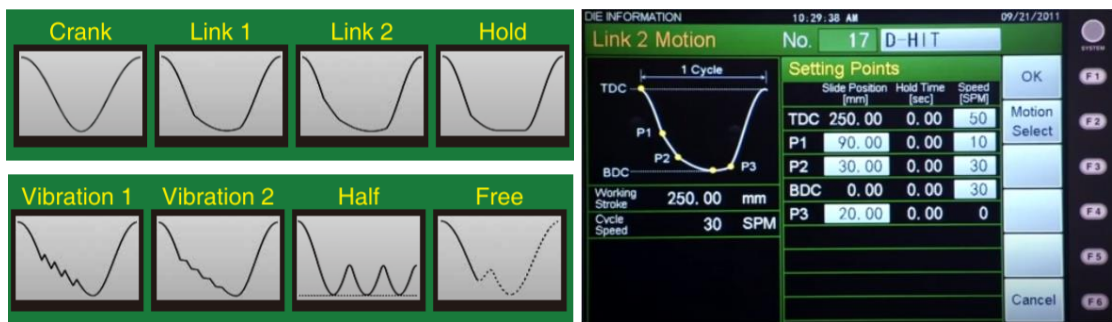 Crank Link 1 Link 2 Hold
Vibration 1 Vibration 2 Half Free
DIE INFORMATION 10:29:38 AM 09/21/2011
Link 2 Motion No. 17 D-HIT
SYSTEM
1 Cycle
TDC
P1
P2
P3
BDC
Working Stroke 250.00 mm
Cycle Speed 30 SPM
Setting Points
Slide Position [mm] Hold Time [sec] Speed [SPM]
TDC 250.00 0.00 50
P1 90.00 0.00 10
P2 30.00 0.00 30
BDC 0.00 0.00 30
P3 20.00 0.00 0
OK F1
Motion Select F2
F3
F4
F5
Cancel F6